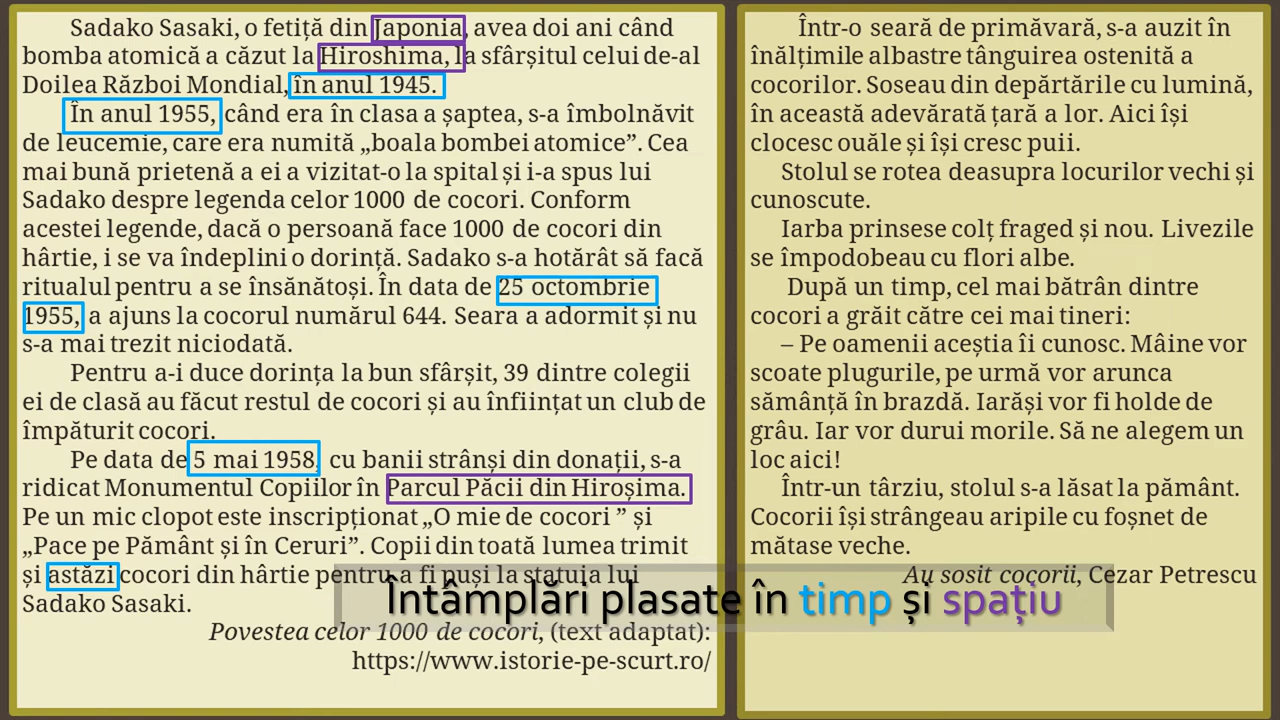 Sadako Sasaki, o fetiță din Japonia, avea doi ani când
bomba atomică a căzut la Hiroshima, la sfârșitul celui de-al
Doilea Război Mondial, în anul 1945.
În anul 1955, când era în clasa a șaptea, s-a îmbolnăvit
de leucemie, care era numită „boala bombei atomice”. Cea
mai bună prietenă a ei a vizitat-o la spital și i-a spus lui
Sadako despre legenda celor 1000 de cocori. Conform
acestei legende, dacă o persoană face 1000 de cocori din
hârtie, i se va îndeplini o dorință. Sadako s-a hotărât să facă
ritualul pentru a se însănătoși. În data de 25 octombrie
1955, a ajuns la cocorul numărul 644. Seara a adormit și nu
s-a mai trezit niciodată.
Pentru a-i duce dorința la bun sfârșit, 39 dintre colegii
ei de clasă au făcut restul de cocori și au înființat un club de
împăturit cocori.
Pe data de 5 mai 1958, cu banii strânși din donații, s-a
ridicat Monumentul Copiilor în Parcul Păcii din Hiroșima.
Pe un mic clopot este inscripționat „O mie de cocori ” și
„Pace pe Pământ și în Ceruri”. Copii din toată lumea trimit
și astăzi cocori din hârtie pentru a fi puși la statuia lui
Sadako Sasaki.
Povestea celor 1000 de cocori, (text adaptat):
https://www.istorie-pe-scurt.ro/
Într-o seară de primăvară, s-a auzit în
înălțimile albastre tânguirea ostenită a
cocorilor. Soseau din depărtările cu lumină,
în această adevărată țară a lor. Aici își
clocesc ouăle și își cresc puii.
Stolul se rotea deasupra locurilor vechi și
cunoscute.
Iarba prinsese colț fraged și nou. Livezile
se împodobeau cu flori albe.
După un timp, cel mai bătrân dintre
cocori a grăit către cei mai tineri:
– Pe oamenii aceștia îi cunosc. Mâine vor
scoate plugurile, pe urmă vor arunca
sămânță în brazdă. Iarăși vor fi holde de
grâu. Iar vor durui morile. Să ne alegem un
loc aici!
Într-un târziu, stolul s-a lăsat la pământ.
Cocorii își strângeau aripile cu foșnet de
mătase veche.
Au sosit cocorii, Cezar Petrescu
Întâmplări plasate în timp și spațiu